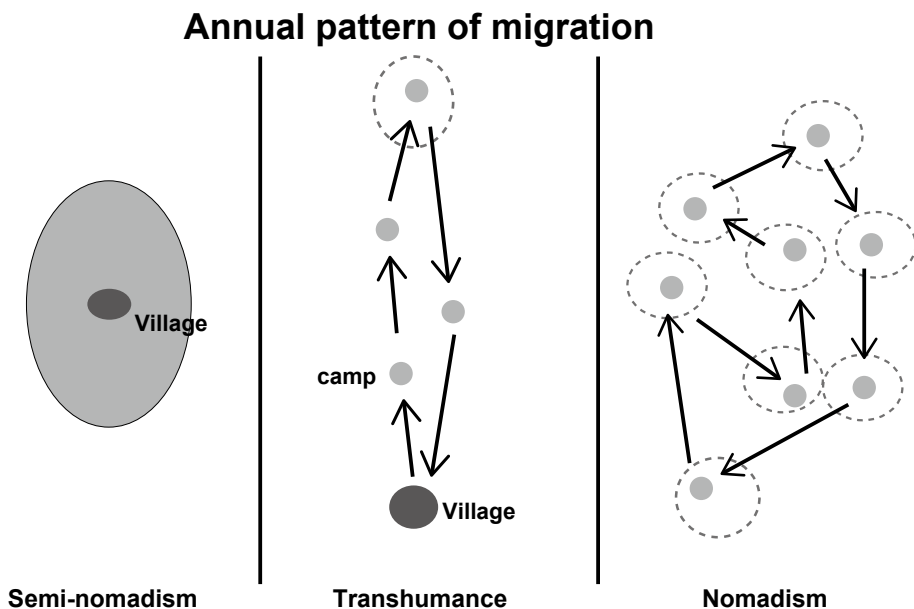 Annual pattern of migration
Village
camp
Village
Semi-nomadism
Transhumance
Nomadism